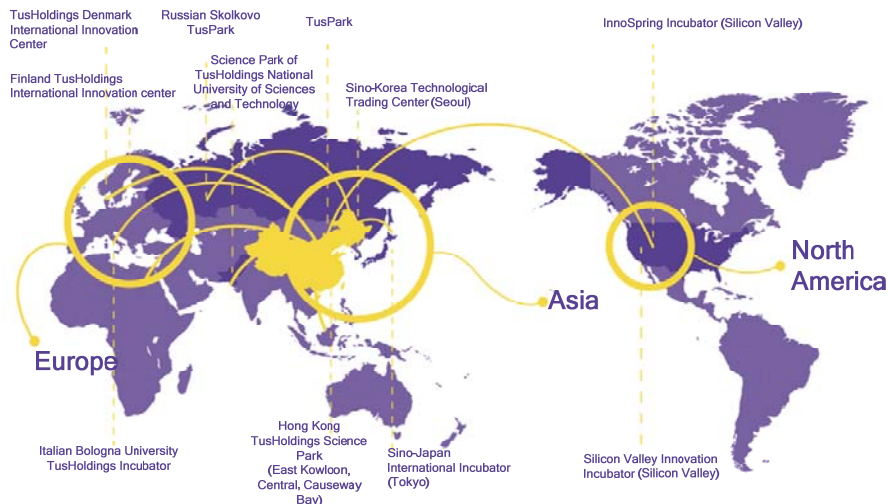 TusHoldings Denmark
International Innovation
Center
Finland TusHoldings
International Innovation center
Russian Skolkovo
TusPark
Science Park of
TusHoldings National
University of Sciences
and Technology
TusPark
Sino-Korea Technological
Trading Center (Seoul)
InnoSpring Incubator (Silicon Valley)
North
America
Asia
Europe
Italian Bologna University
TusHoldings Incubator
Hong Kong
TusHoldings Science
Park
(East Kowloon,
Central, Causeway
Bay)
Sino-Japan
International Incubator
(Tokyo)
Silicon Valley Innovation
Incubator (Silicon Valley)